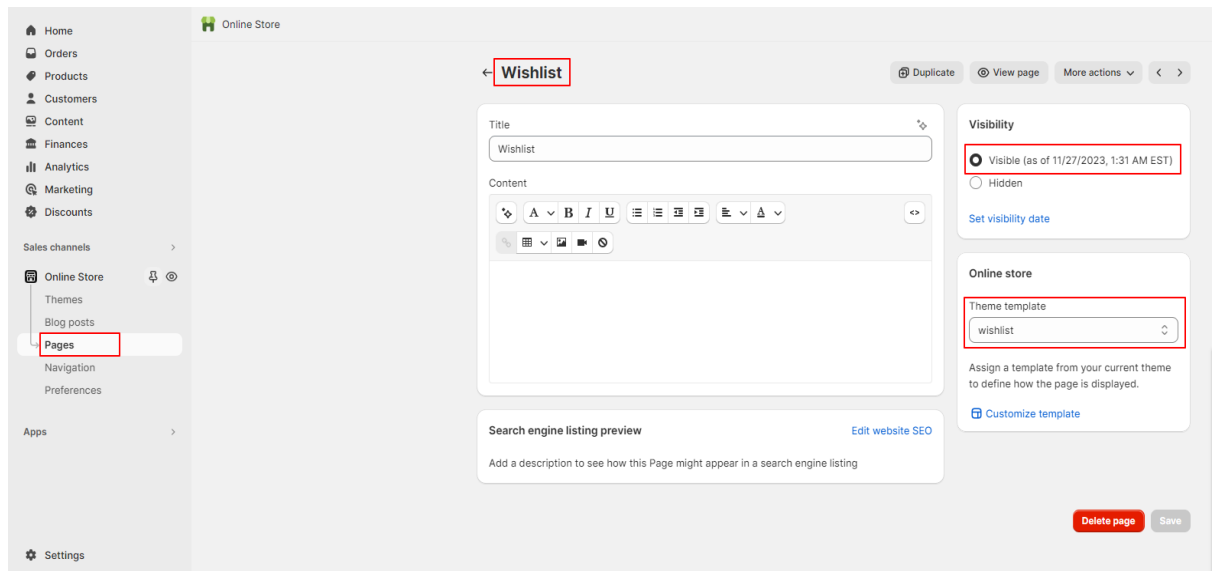 Home
Orders
Products
Customers
Content
Finances
Analytics
Marketing
Discounts
Sales channels
Online Store
Themes
Blog posts
Pages
Navigation
Preferences
Apps
Settings
Online Store
Wishlist
Duplicate
View page
More actions
Title
Wishlist
Content
A
B
I
U
A
Search engine listing preview
Edit website SEO
Add a description to see how this Page might appear in a search engine listing
Visibility
Visible (as of 11/27/2023, 1:31 AM EST)
Hidden
Set visibility date
Online store
Theme template
wishlist
Assign a template from your current theme
to define how the page is displayed.
Customize template
Delete page
Save